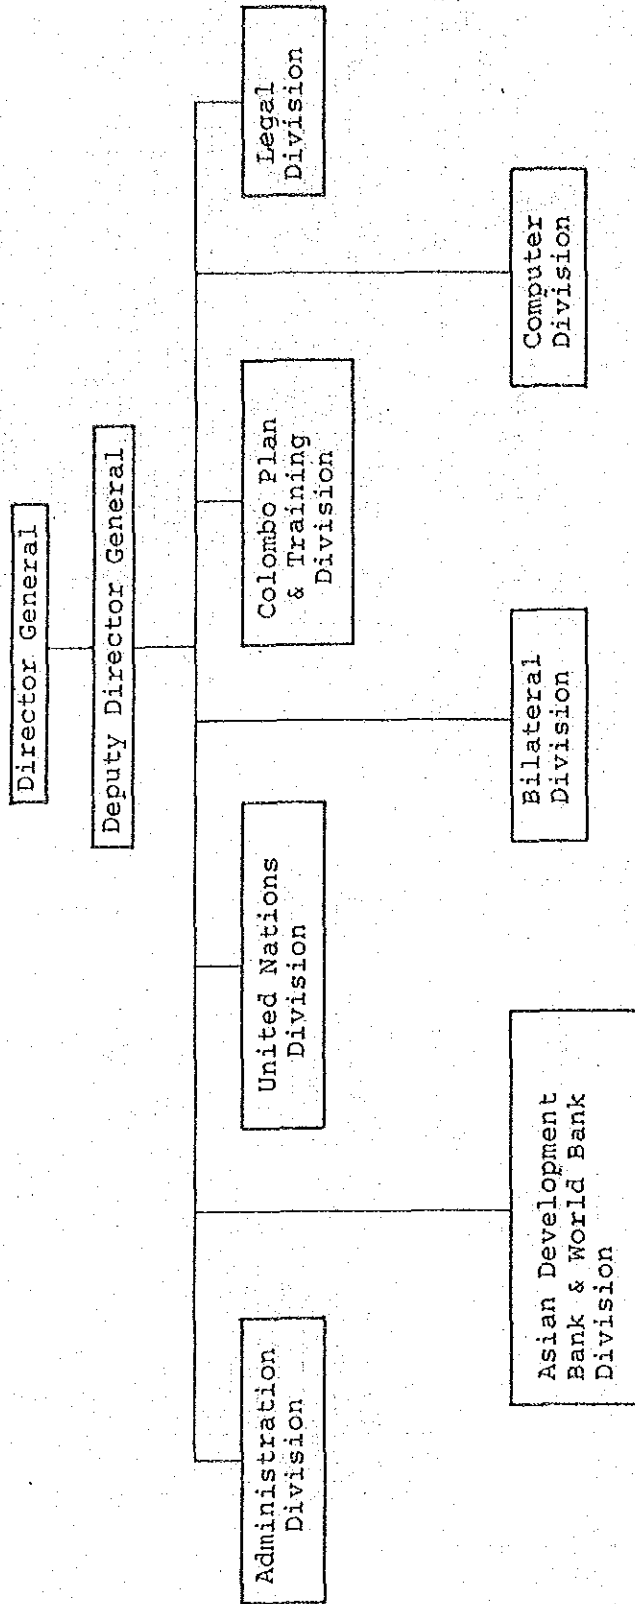 Director General
Deputy Director General
Administration
Division
United Nations
Division
Colombo Plan
& Training
Division
Legal
Division
Asian Development
Bank & World Bank
Division
Bilateral
Division
Computer
Division